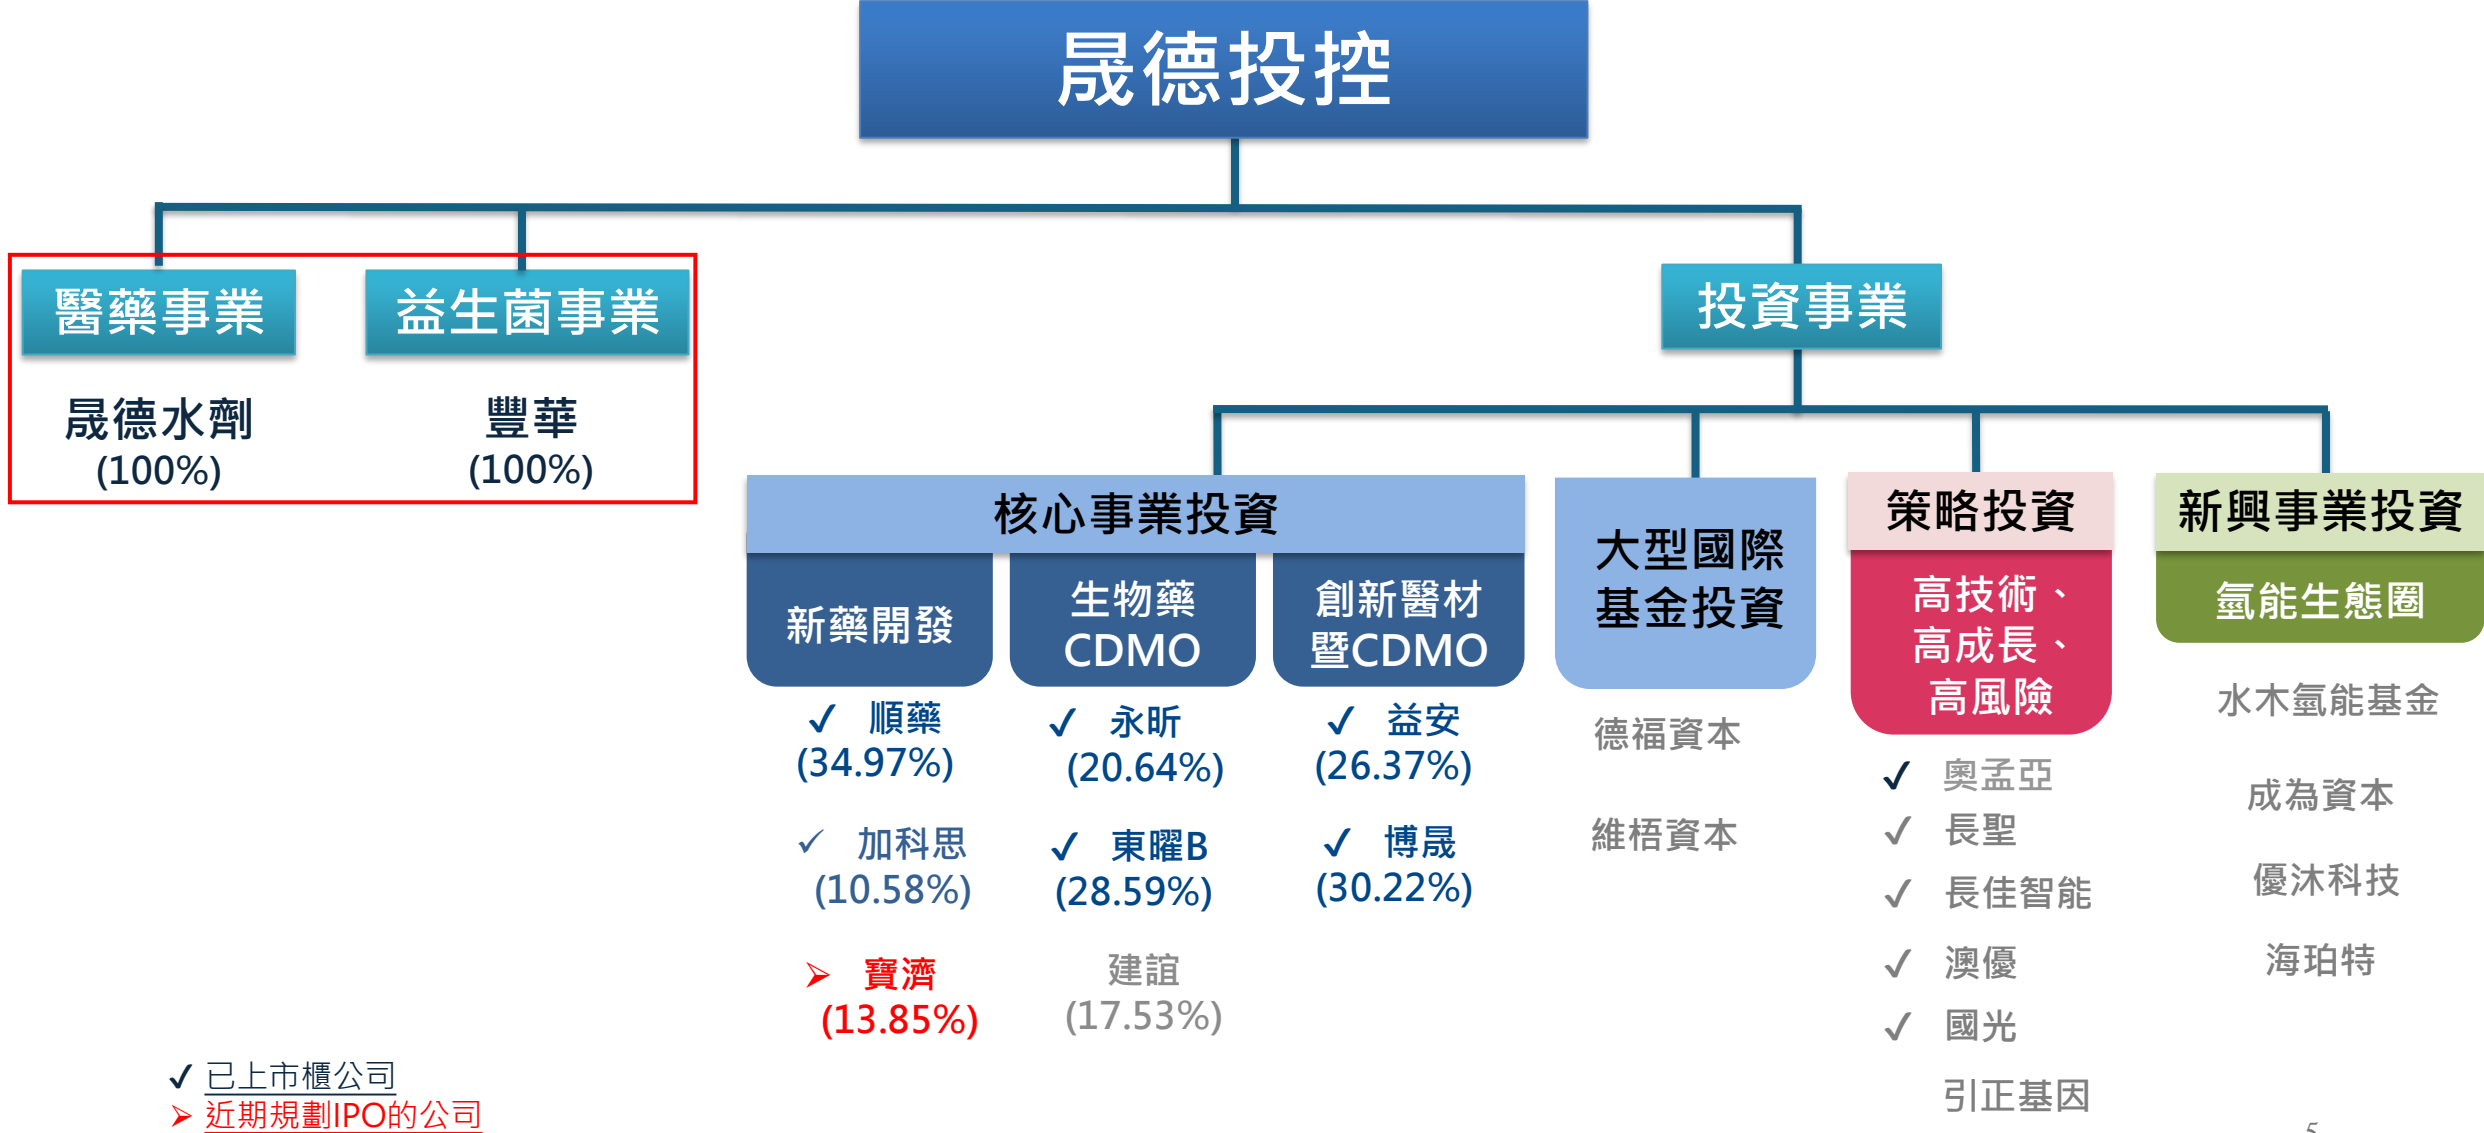 晟德投控
醫藥事業
益生菌事業
投資事業
晟德水劑
(100%)
豐華
(100%)
核心事業投資
新藥開發
生物藥
CDMO
創新醫材
暨CDMO
大型國際
基金投資
策略投資
高技術、
高成長、
高風險
新興事業投資
氫能生態圈
✓ 順藥
(34.97%)
✓ 加科思
(10.58%)
➢ 寶濟
(13.85%)
✓ 永昕
(20.64%)
✓ 東曜B
(28.59%)
建誼
(17.53%)
✓ 益安
(26.37%)
✓ 博晟
(30.22%)
德福資本
維梧資本
✓ 奧孟亞
✓ 長聖
✓ 長佳智能
✓ 澳優
✓ 國光
引正基因
水木氫能基金
成為資本
優沐科技
海珀特
✓ 已上市櫃公司
➢ 近期規劃IPO的公司
5